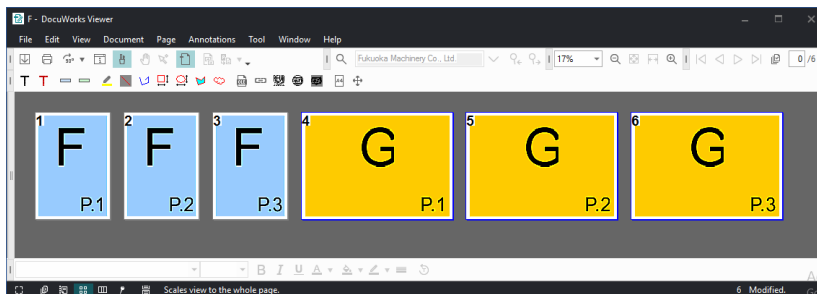 F - DocuWorks Viewer
File Edit View Document Page Annotations Tool Window Help
Fukuoka Machinery Co., Ltd. 17% 0 /6
T T
1 2 3 4 5 6
F F F G G G
P.1 P.2 P.3 P.1 P.2 P.3
B I U A
Scales view to the whole page. 6 Modified.